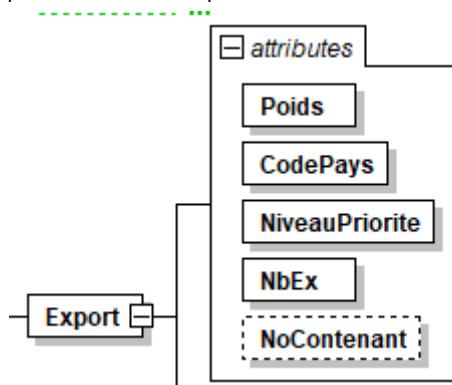 attributes
Poids
CodePays
NiveauPriorite
NbEx
Export
NoContenant